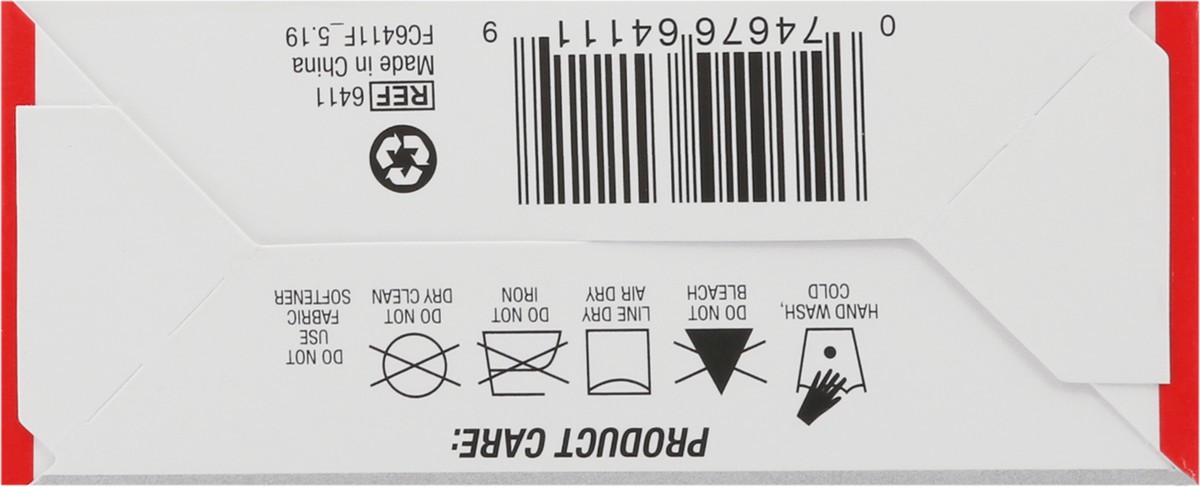 PRODUCT CARE:
HAND WASH,
COLD
DO NOT
BLEACH
LINE DRY
AIR DRY
DO NOT
IRON
DO NOT
DRY CLEAN
DO NOT
USE
FABRIC
SOFTENER
0 74676 64111 9
REF 6411
Made in China
FC6411F_5.19